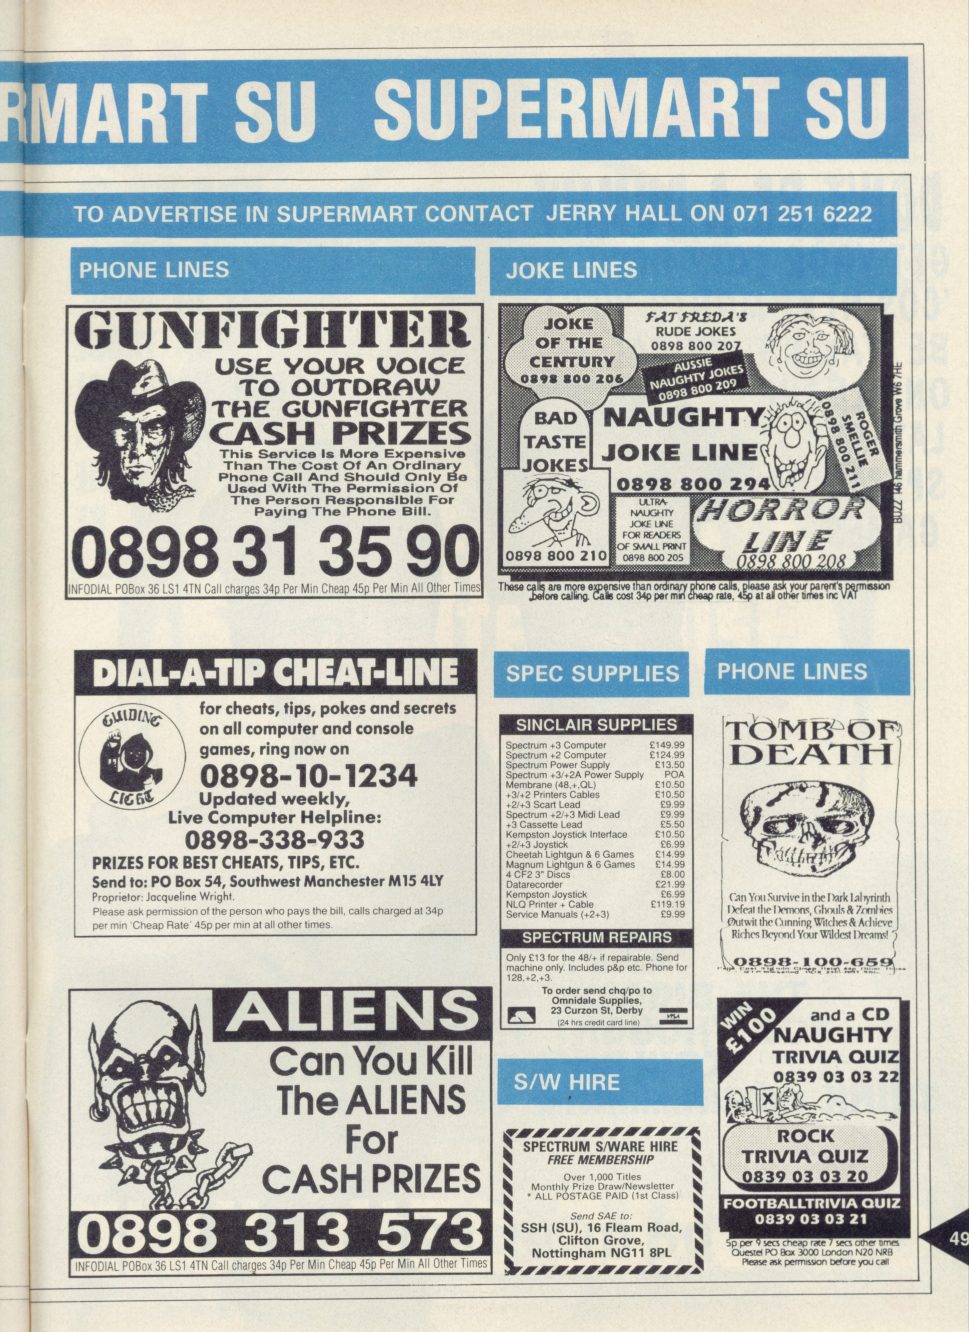 RMART SU SUPERMART SU
TO ADVERTISE IN SUPERMART CONTACT JERRY HALL ON 071 251 6222
PHONE LINES
GUNFIGHTER
USE YOUR VOICE
TO OUTDRAW
THE GUNFIGHTER
CASH PRIZES
This Service Is More Expensive
Than The Cost Of An Ordinary
Phone Call And Should Only Be
Used With The Permission Of
The Person Responsible For
Paying The Phone Bill.
0898 31 35 90
INFODIAL POBox 36 LS1 4TN Call charges 34p Per Min Cheap 45p Per Min All Other Times
JOKE LINES
JOKE
OF THE
CENTURY
0898 800 206
FAT FREDA'S
RUDE JOKES
0898 800 207
AUSSIE
NAUGHTY JOKES
0898 800 209
BAD
TASTE
JOKES
0898 800 210
NAUGHTY
JOKE LINE
0898 800 294
ROGER
SMELLIE
0898 800 211
ULTRA-
NAUGHTY
JOKE LINE
FOR READERS
OF SMALL PRINT
0898 800 205
HORROR
LINE
0898 800 208
BUZZ 146 hammersmith Grove W6 7HE
These calls are more expensive than ordinary phone calls, please ask your parent's permission
before calling. Calls cost 34p per min cheap rate, 45p at all other times inc VAT
DIAL-A-TIP CHEAT-LINE
GUIDING
LIGHT
for cheats, tips, pokes and secrets
on all computer and console
games, ring now on
0898-10-1234
Updated weekly,
Live Computer Helpline:
0898-338-933
PRIZES FOR BEST CHEATS, TIPS, ETC.
Send to: PO Box 54, Southwest Manchester M15 4LY
Proprietor: Jacqueline Wright.
Please ask permission of the person who pays the bill, calls charged at 34p
per min 'Cheap Rate' 45p per min at all other times.
ALIENS
Can You Kill
The ALIENS
For
CASH PRIZES
0898 313 573
INFODIAL POBox 36 LS1 4TN Call charges 34p Per Min Cheap 45p Per Min All Other Times
SPEC SUPPLIES
SINCLAIR SUPPLIES
Spectrum +3 Computer £149.99
Spectrum +2 Computer £124.99
Spectrum Power Supply £13.50
Spectrum +3/+2A Power Supply POA
Membrane (48,+,QL) £10.50
+3/+2 Printers Cables £10.50
+2/+3 Scart Lead £9.99
Spectrum +2/+3 Midi Lead £9.99
+3 Cassette Lead £5.50
Kempston Joystick Interface £10.50
+2/+3 Joystick £6.99
Cheetah Lightgun & 6 Games £14.99
Magnum Lightgun & 6 Games £14.99
4 CF2 3" Discs £8.00
Datarecorder £21.99
Kempston Joystick £6.99
NLQ Printer + Cable £119.19
Service Manuals (+2+3) £9.99
SPECTRUM REPAIRS
Only £13 for the 48/+ if repairable. Send
machine only. Includes p&p etc. Phone for
128,+2,+3.
To order send chq/po to
Omnidale Supplies,
23 Curzon St, Derby
(24 hrs credit card line)
VISA
S/W HIRE
SPECTRUM S/WARE HIRE
FREE MEMBERSHIP
Over 1,000 Titles
Monthly Prize Draw/Newsletter
* ALL POSTAGE PAID (1st Class)
Send SAE to:
SSH (SU), 16 Fleam Road,
Clifton Grove,
Nottingham NG11 8PL
PHONE LINES
TOMB OF
DEATH
Can You Survive in the Dark Labyrinth
Defeat the Demons, Ghouls & Zombies
Outwit the Cunning Witches & Achieve
Riches Beyond Your Wildest Dreams!
0898-100-659
WIN
£100
and a CD
NAUGHTY
TRIVIA QUIZ
0839 03 03 22
X
ROCK
TRIVIA QUIZ
0839 03 03 20
FOOTBALL TRIVIA QUIZ
0839 03 03 21
5p per 9 secs cheap rate 7 secs other times
Questel PO Box 3000 London N20 NRB
Please ask permission before you call
49